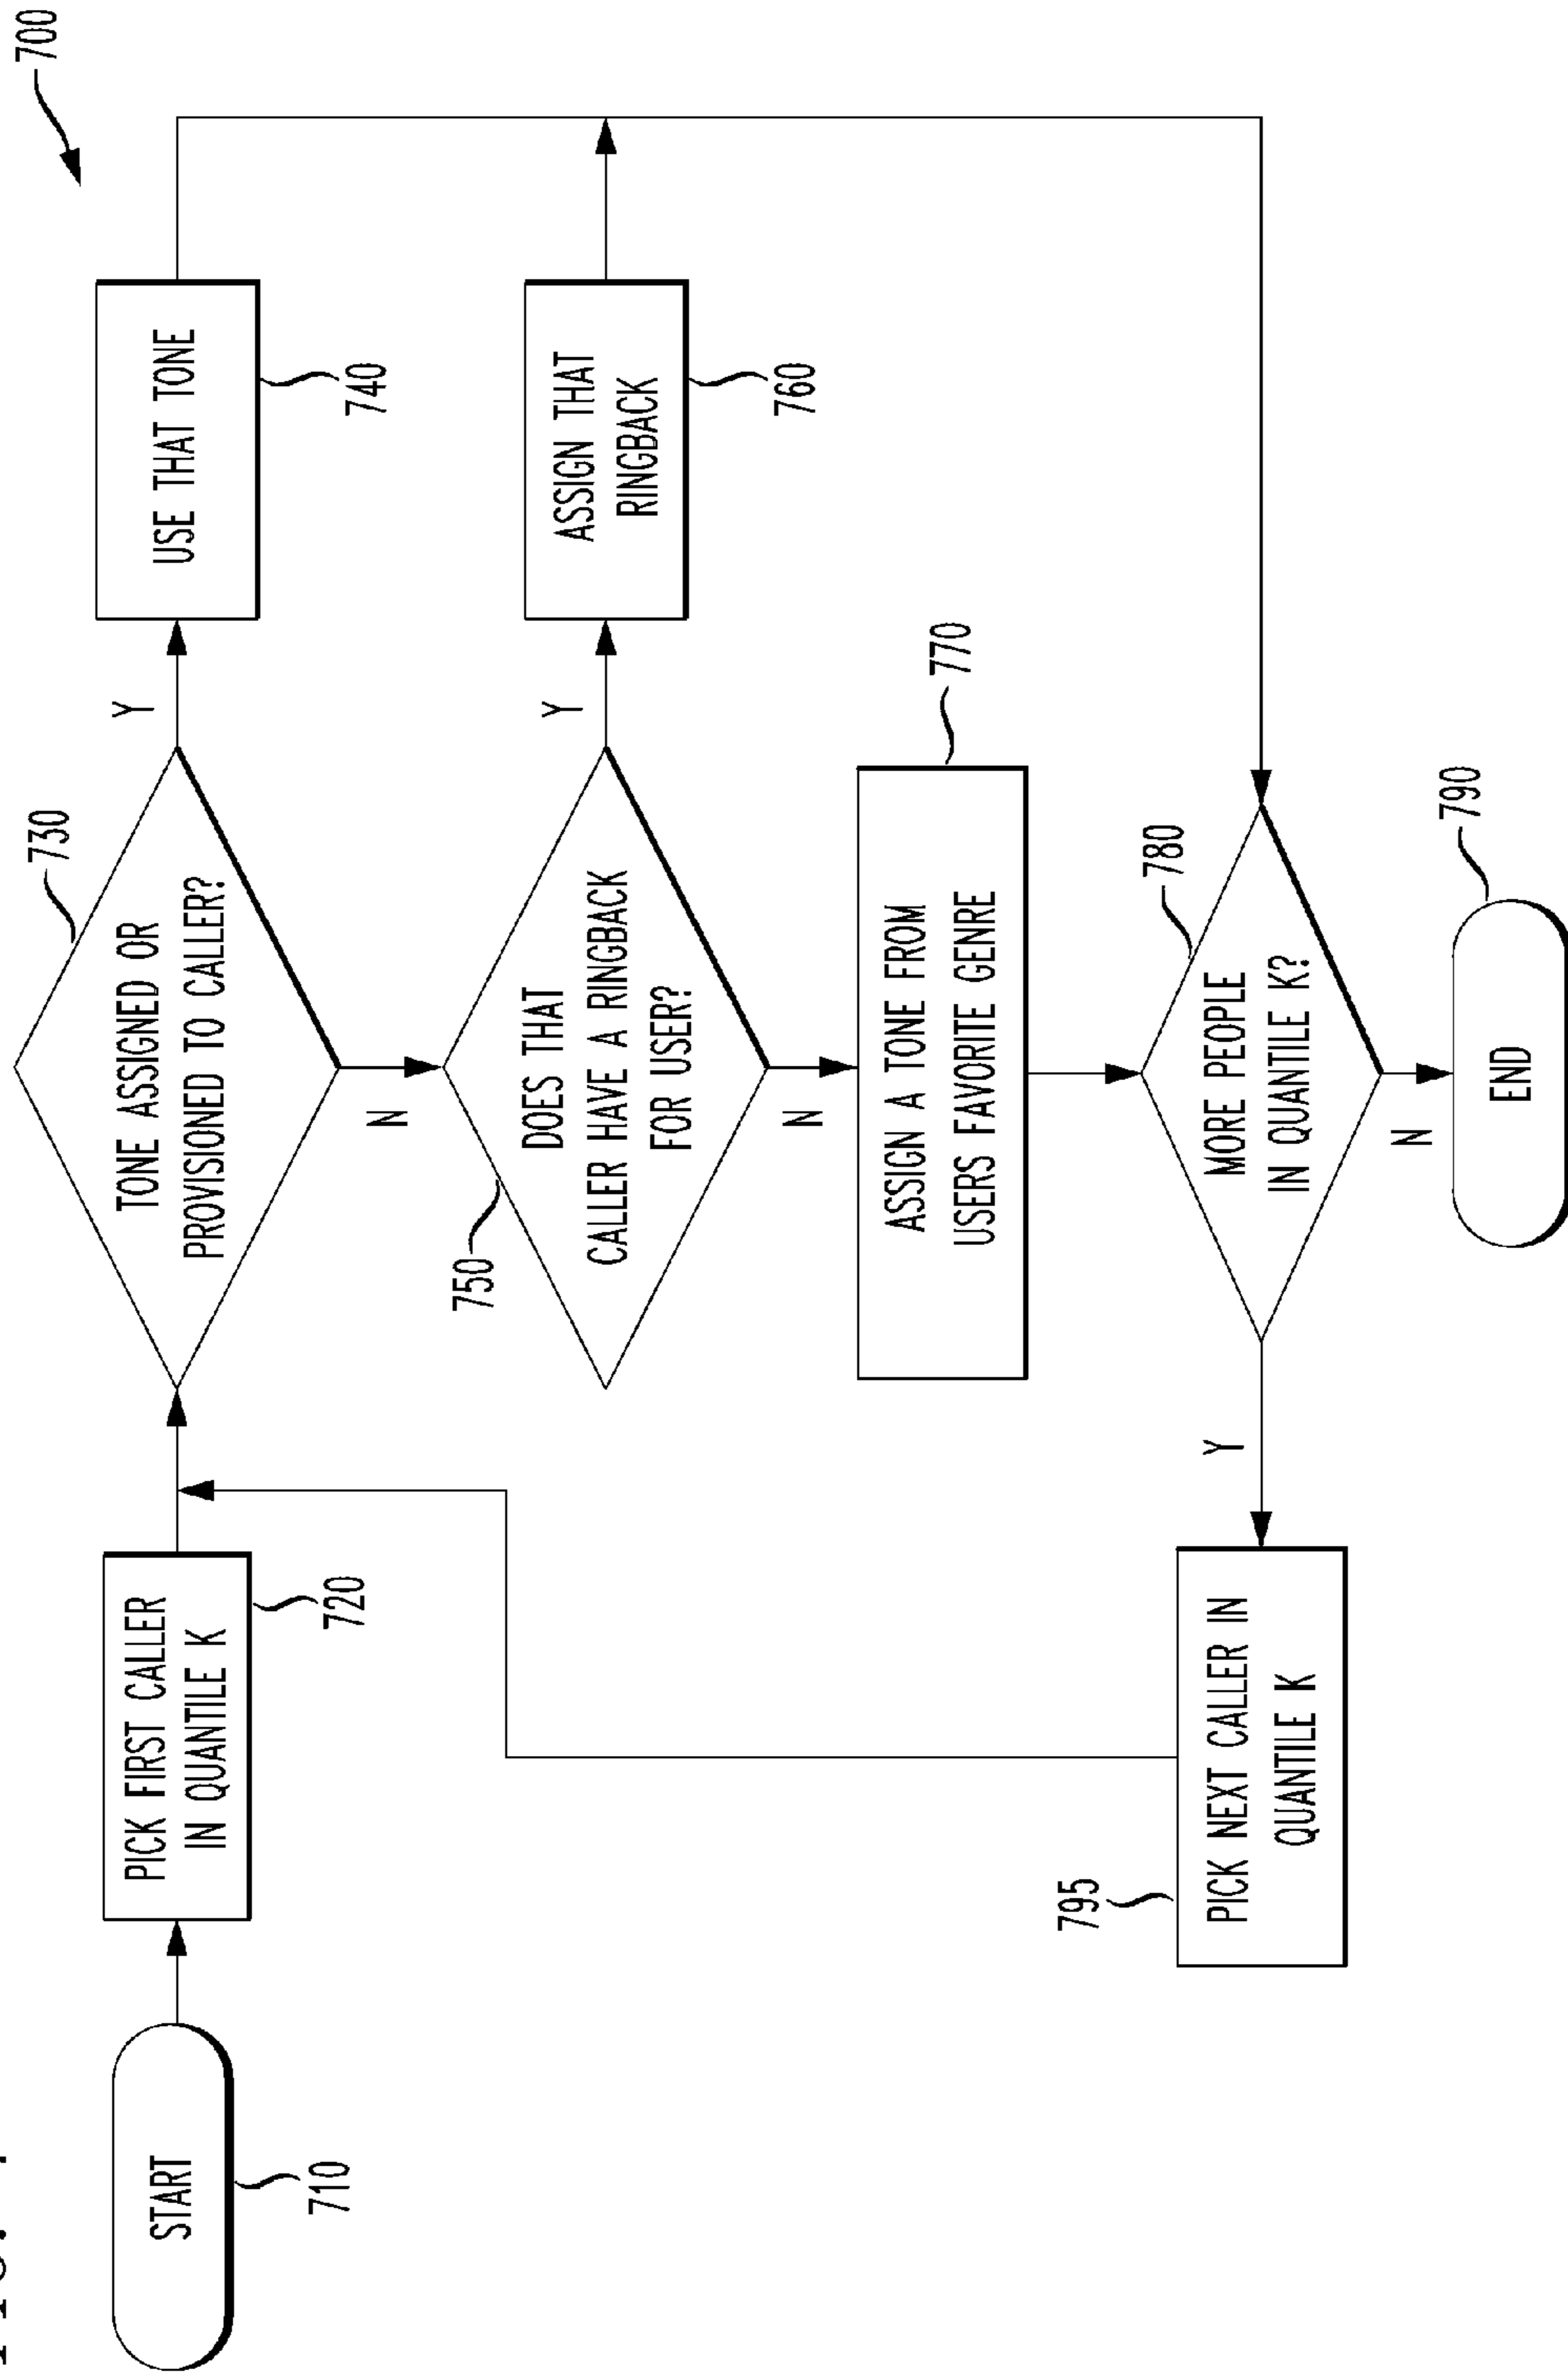 700
START
710
PICK FIRST CALLER
IN QUANTILE K
720
730
TONE ASSIGNED OR
PROVISIONED TO CALLER?
Y
N
USE THAT TONE
740
750
DOES THAT
CALLER HAVE A RINGBACK
FOR USER?
Y
N
ASSIGN THAT
RINGBACK
760
770
ASSIGN A TONE FROM
USERS FAVORITE GENRE
780
MORE PEOPLE
IN QUANTILE K?
Y
N
795
PICK NEXT CALLER IN
QUANTILE K
790
END